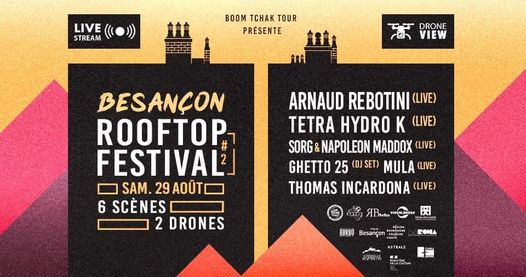 LIVE
STREAM
BOOM TCHAK TOUR
PRÉSENTE
DRONE
VIEW
BESANÇON
ROOFTOP
FESTIVAL
#2
SAM. 29 AOÛT
6 SCÈNES
2 DRONES
ARNAUD REBOTINI (LIVE)
TETRA HYDRO K (LIVE)
SORG & NAPOLEON MADDOX (LIVE)
GHETTO 25 (DJ SET) MULA (LIVE)
THOMAS INCARDONA (LIVE)
Besançon
ASTRALE